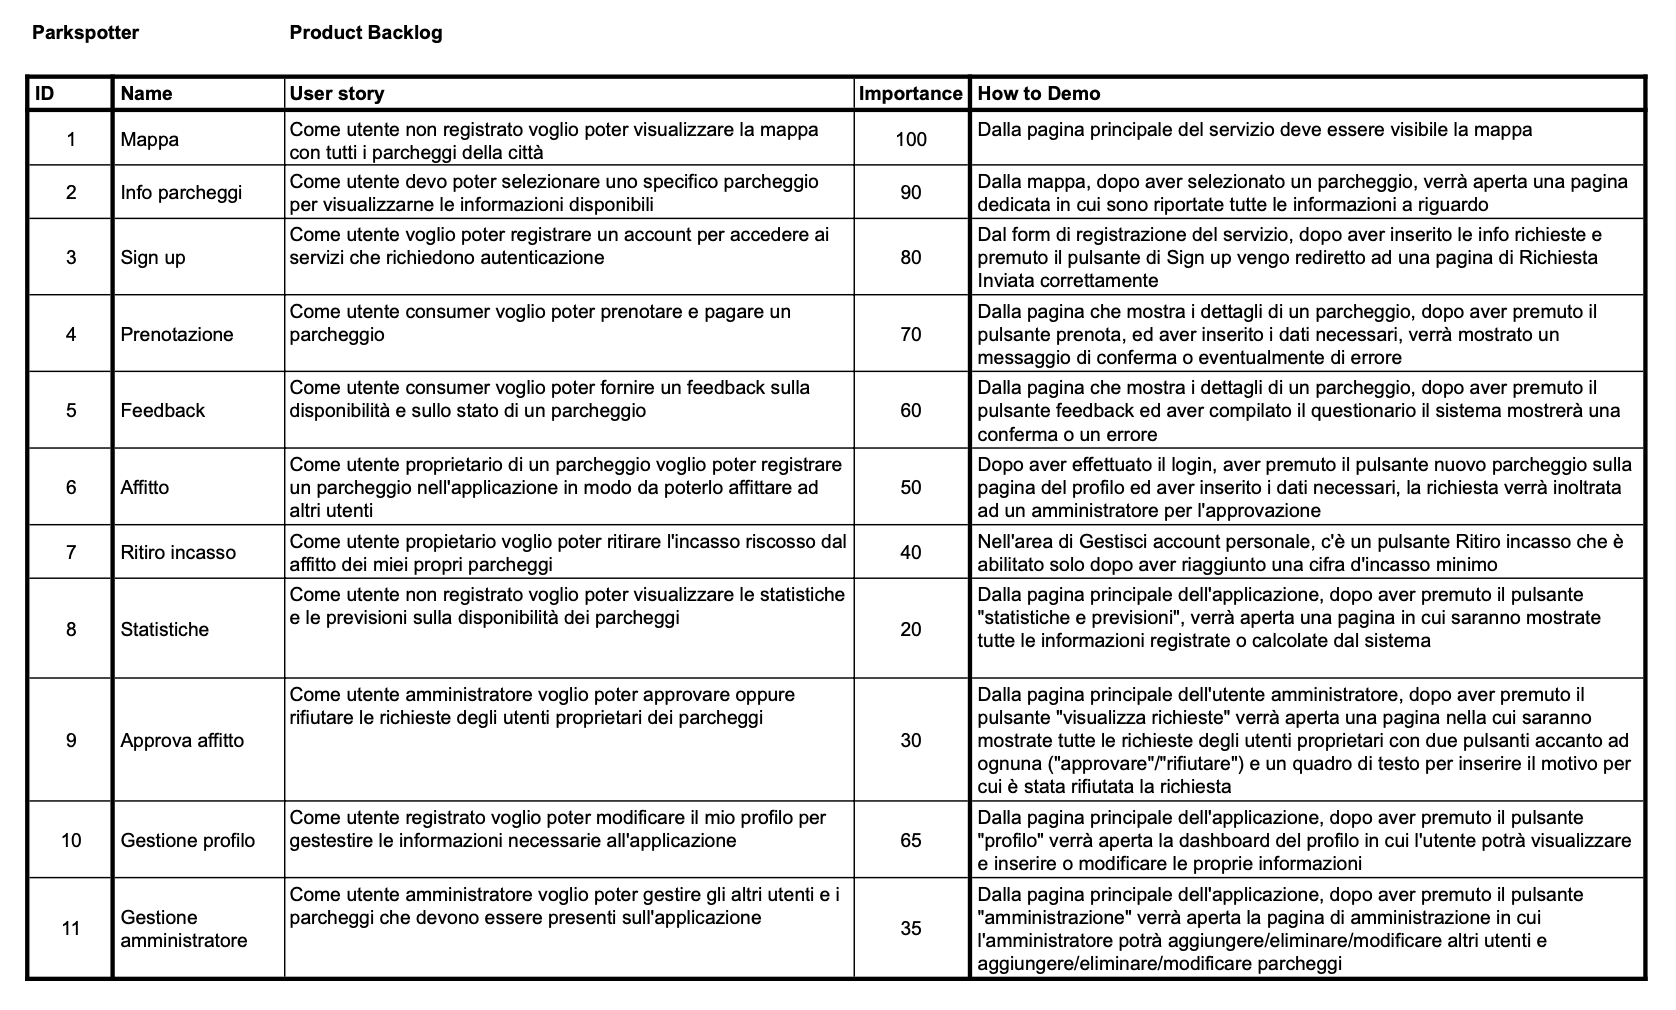 Parkspotter Product Backlog
ID Name User story Importance How to Demo
1 Mappa Come utente non registrato voglio poter visualizzare la mappa
con tutti i parcheggi della città 100 Dalla pagina principale del servizio deve essere visibile la mappa
2 Info parcheggi Come utente devo poter selezionare uno specifico parcheggio
per visualizzarne le informazioni disponibili 90 Dalla mappa, dopo aver selezionato un parcheggio, verrà aperta una pagina
dedicata in cui sono riportate tutte le informazioni a riguardo
3 Sign up Come utente voglio poter registrare un account per accedere ai
servizi che richiedono autenticazione 80 Dal form di registrazione del servizio, dopo aver inserito le info richieste e
premuto il pulsante di Sign up vengo rediretto ad una pagina di Richiesta
Inviata correttamente
4 Prenotazione Come utente consumer voglio poter prenotare e pagare un
parcheggio 70 Dalla pagina che mostra i dettagli di un parcheggio, dopo aver premuto il
pulsante prenota, ed aver inserito i dati necessari, verrà mostrato un
messaggio di conferma o eventualmente di errore
5 Feedback Come utente consumer voglio poter fornire un feedback sulla
disponibilità e sullo stato di un parcheggio 60 Dalla pagina che mostra i dettagli di un parcheggio, dopo aver premuto il
pulsante feedback ed aver compilato il questionario il sistema mostrerà una
conferma o un errore
6 Affitto Come utente proprietario di un parcheggio voglio poter registrare
un parcheggio nell'applicazione in modo da poterlo affittare ad
altri utenti 50 Dopo aver effettuato il login, aver premuto il pulsante nuovo parcheggio sulla
pagina del profilo ed aver inserito i dati necessari, la richiesta verrà inoltrata
ad un amministratore per l'approvazione
7 Ritiro incasso Come utente propietario voglio poter ritirare l'incasso riscosso dal
affitto dei miei propri parcheggi 40 Nell'area di Gestisci account personale, c'è un pulsante Ritiro incasso che è
abilitato solo dopo aver riaggiunto una cifra d'incasso minimo
8 Statistiche Come utente non registrato voglio poter visualizzare le statistiche
e le previsioni sulla disponibilità dei parcheggi 20 Dalla pagina principale dell'applicazione, dopo aver premuto il pulsante
"statistiche e previsioni", verrà aperta una pagina in cui saranno mostrate
tutte le informazioni registrate o calcolate dal sistema
9 Approva affitto Come utente amministratore voglio poter approvare oppure
rifiutare le richieste degli utenti proprietari dei parcheggi 30 Dalla pagina principale dell'utente amministratore, dopo aver premuto il
pulsante "visualizza richieste" verrà aperta una pagina nella cui saranno
mostrate tutte le richieste degli utenti proprietari con due pulsanti accanto ad
ognuna ("approvare"/"rifiutare") e un quadro di testo per inserire il motivo per
cui è stata rifiutata la richiesta
10 Gestione profilo Come utente registrato voglio poter modificare il mio profilo per
gestestire le informazioni necessarie all'applicazione 65 Dalla pagina principale dell'applicazione, dopo aver premuto il pulsante
"profilo" verrà aperta la dashboard del profilo in cui l'utente potrà visualizzare
e inserire o modificare le proprie informazioni
11 Gestione
amministratore Come utente amministratore voglio poter gestire gli altri utenti e i
parcheggi che devono essere presenti sull'applicazione 35 Dalla pagina principale dell'applicazione, dopo aver premuto il pulsante
"amministrazione" verrà aperta la pagina di amministrazione in cui
l'amministratore potrà aggiungere/eliminare/modificare altri utenti e
aggiungere/eliminare/modificare parcheggi